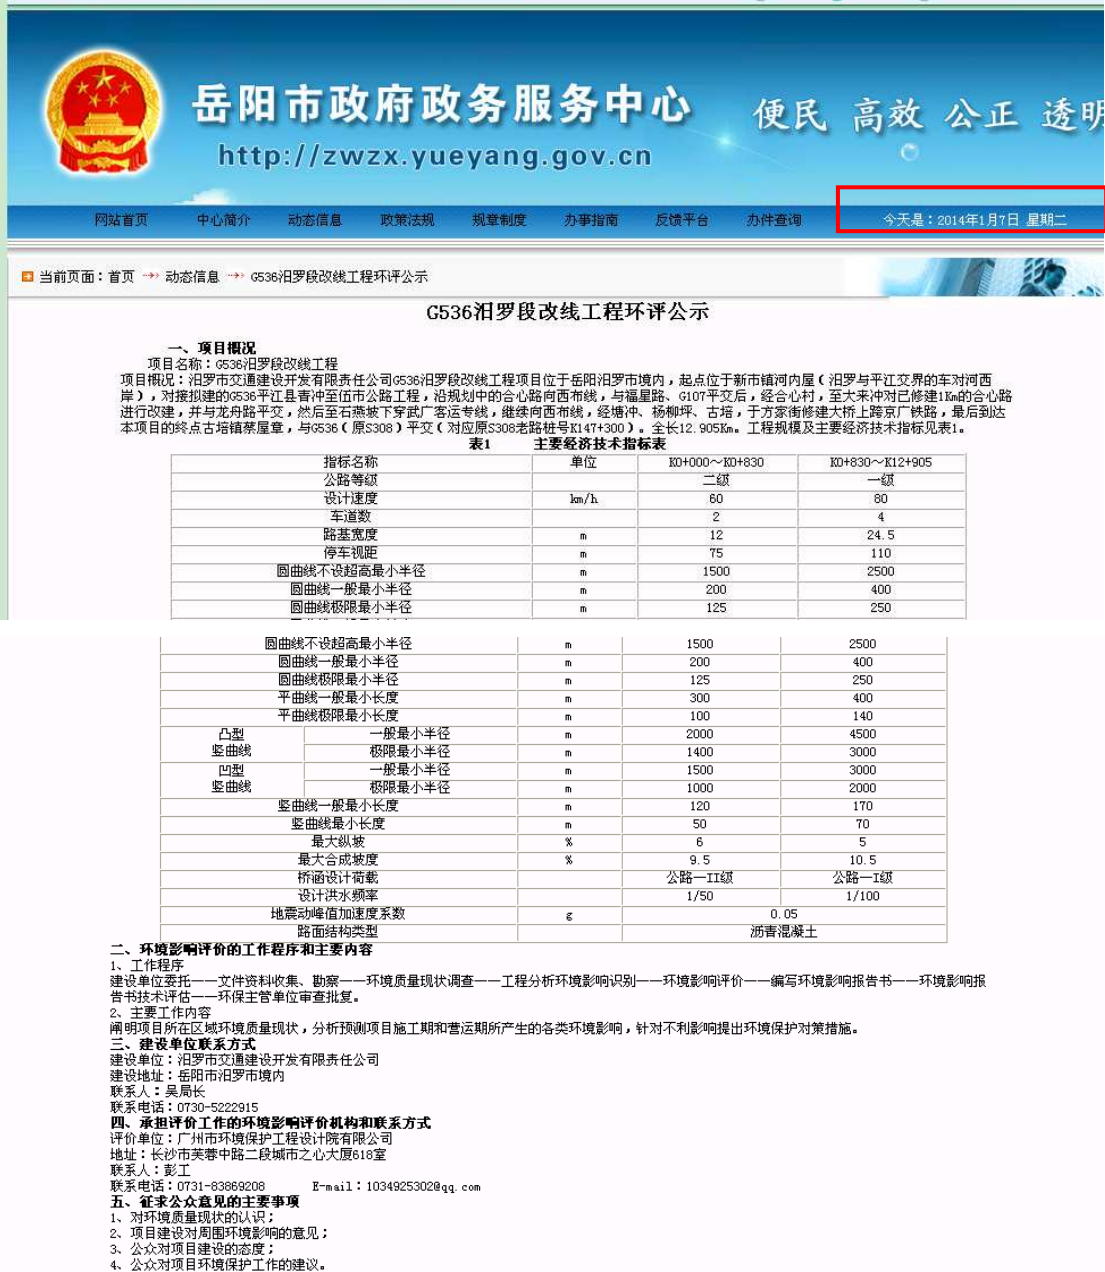 岳阳市政府政务服务中心 便民 高效 公正 透明
http://zwzx.yueyang.gov.cn
网站首页 中心简介 动态信息 政策法规 规章制度 办事指南 反馈平台 办件查询 今天是：2014年1月7日 星期二
当前页面：首页 动态信息 G536汨罗段改线工程环评公示
G536汨罗段改线工程环评公示
一、项目概况
项目名称：G536汨罗段改线工程
项目概况：汨罗市交通建设开发有限责任公司G536汨罗段改线工程项目位于岳阳汨罗市境内，起点位于新市镇河内屋（汨罗与平江交界的车对河西
岸），对接拟建的G536平江县杳冲至伍市公路工程，沿规划中的合心路向西布线，与福星路、G107平交后，经合心村，至大来冲对已修建1Km的合心路
进行改建，并与龙舟路平交，然后至石燕坡下穿武广客运专线，继续向西布线，经塘冲、杨柳坪、古培，于方家街修建大桥上跨京广铁路，最后到达
本项目的终点古培镇蔡屋章，与G536（原S308）平交（对应原S308老路桩号K147+300）。全长12.905Km。工程规模及主要经济技术指标见表1。
表1 主要经济技术指标表
指标名称 单位 K0+000～K0+830 K0+830～K12+905
公路等级 二级 一级
设计速度 km/h 60 80
车道数 2 4
路基宽度 m 12 24.5
停车视距 m 75 110
圆曲线不设超高最小半径 m 1500 2500
圆曲线一般最小半径 m 200 400
圆曲线极限最小半径 m 125 250
圆曲线不设超高最小半径 m 1500 2500
圆曲线一般最小半径 m 200 400
圆曲线极限最小半径 m 125 250
平曲线一般最小长度 m 300 400
平曲线极限最小长度 m 100 140
凸型 一般最小半径 m 2000 4500
竖曲线 极限最小半径 m 1400 3000
凹型 一般最小半径 m 1500 3000
竖曲线 极限最小半径 m 1000 2000
竖曲线一般最小长度 m 120 170
竖曲线最小长度 m 50 70
最大纵坡 % 6 5
最大合成坡度 % 9.5 10.5
桥涵设计荷载 公路—II级 公路—I级
设计洪水频率 1/50 1/100
地震动峰值加速度系数 g 0.05
路面结构类型 沥青混凝土
二、环境影响评价的工作程序和主要内容
1、工作程序
建设单位委托——文件资料收集、勘察——环境质量现状调查——工程分析环境影响识别——环境影响评价——编写环境影响报告书——环境影响报
告书技术评估——环保主管单位审查批复。
2、主要工作内容
阐明项目所在区域环境质量现状，分析预测项目施工期和营运期所产生的各类环境影响，针对不利影响提出环境保护对策措施。
三、建设单位联系方式
建设单位：汨罗市交通建设开发有限责任公司
建设地址：岳阳市汨罗市境内
联系人：吴局长
联系电话：0730-5222915
四、承担评价工作的环境影响评价机构和联系方式
评价单位：广州市环境保护工程设计院有限公司
地址：长沙市芙蓉中路二段城市之心大厦618室
联系人：彭工
联系电话：0731-83869208 E-mail：1034925302@qq.com
五、征求公众意见的主要事项
1、对环境质量现状的认识；
2、项目建设对周围环境影响的意见；
3、公众对项目建设的态度；
4、公众对项目环境保护工作的建议。